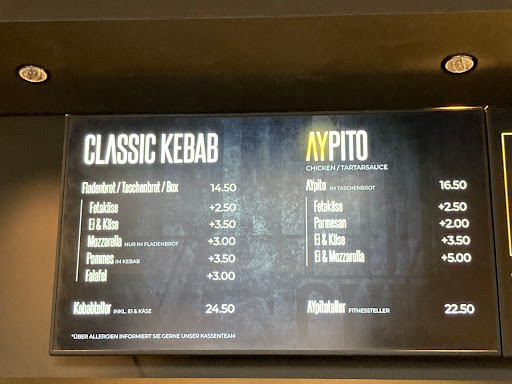 CLASSIC KEBAB
Fladenbrot / Taschenbrot / Box 14.50
Fetakäse +2.50
Ei & Käse +3.50
Mozzarella NUR IM FLADENBROT +3.00
Pommes IM KEBAB +3.50
Falafel +3.00
Kebabteller INKL. EI & KÄSE 24.50
*ÜBER ALLERGIEN INFORMIERT SIE GERNE UNSER KASSENTEAM
AYPITO
CHICKEN / TARTARSAUCE
AYpito IM TASCHENBROT 16.50
Fetakäse +2.50
Parmesan +2.00
Ei & Käse +3.50
Ei & Mozzarella +5.00
AYpitoteller FITNESSTELLER 22.50